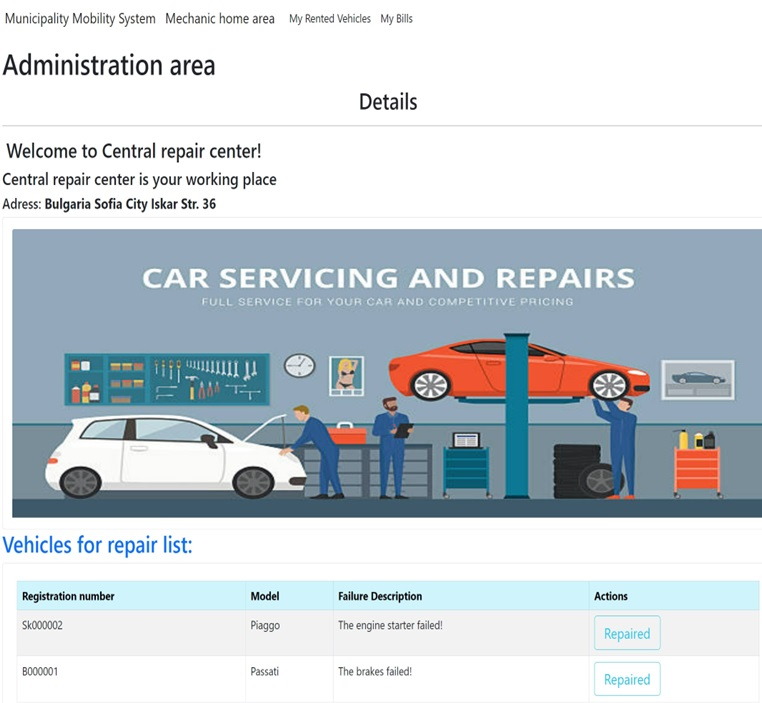 Municipality Mobility System Mechanic home area My Rented Vehicles My Bills
Administration area
Details
Welcome to Central repair center!
Central repair center is your working place
Adress: Bulgaria Sofia City Iskar Str. 36
CAR SERVICING AND REPAIRS
FULL SERVICE FOR YOUR CAR AND COMPETITIVE PRICING
Vehicles for repair list:
Registration number Model Failure Description Actions
Sk000002 Piaggo The engine starter failed! Repaired
B000001 Passati The brakes failed! Repaired